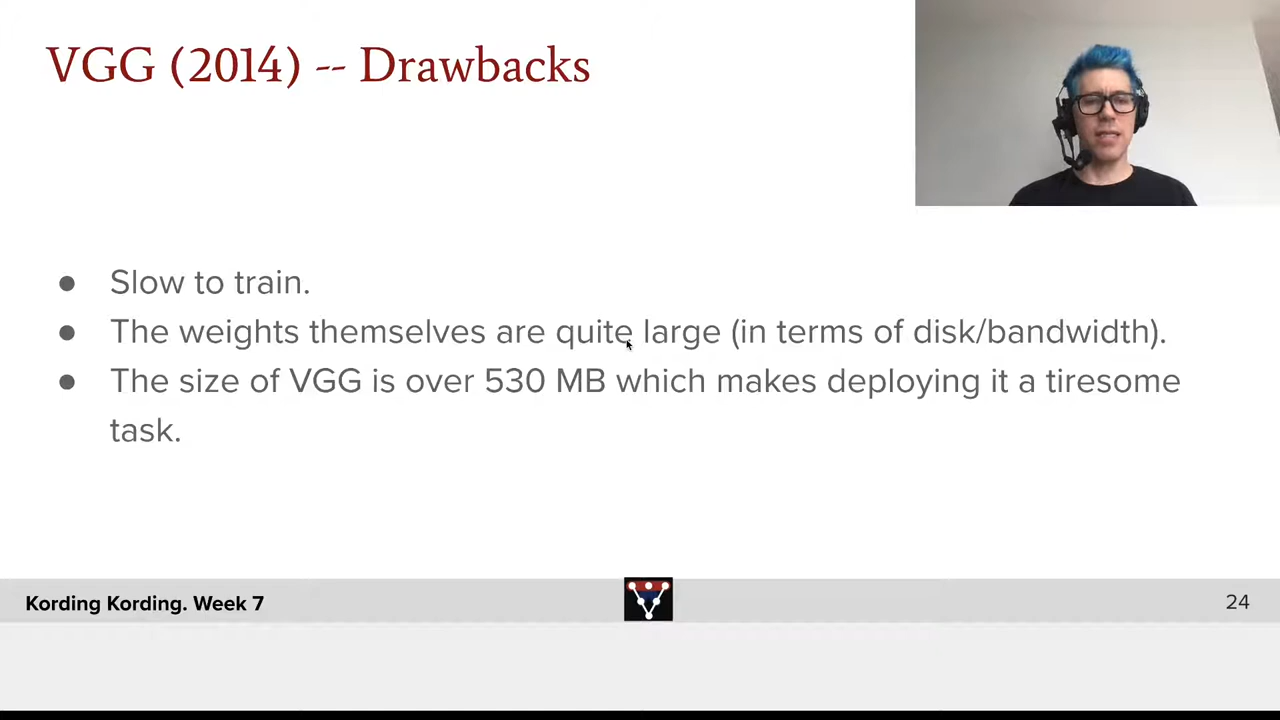 VGG (2014) -- Drawbacks
● Slow to train.
● The weights themselves are quite large (in terms of disk/bandwidth).
● The size of VGG is over 530 MB which makes deploying it a tiresome
task.
Kording Kording. Week 7
24